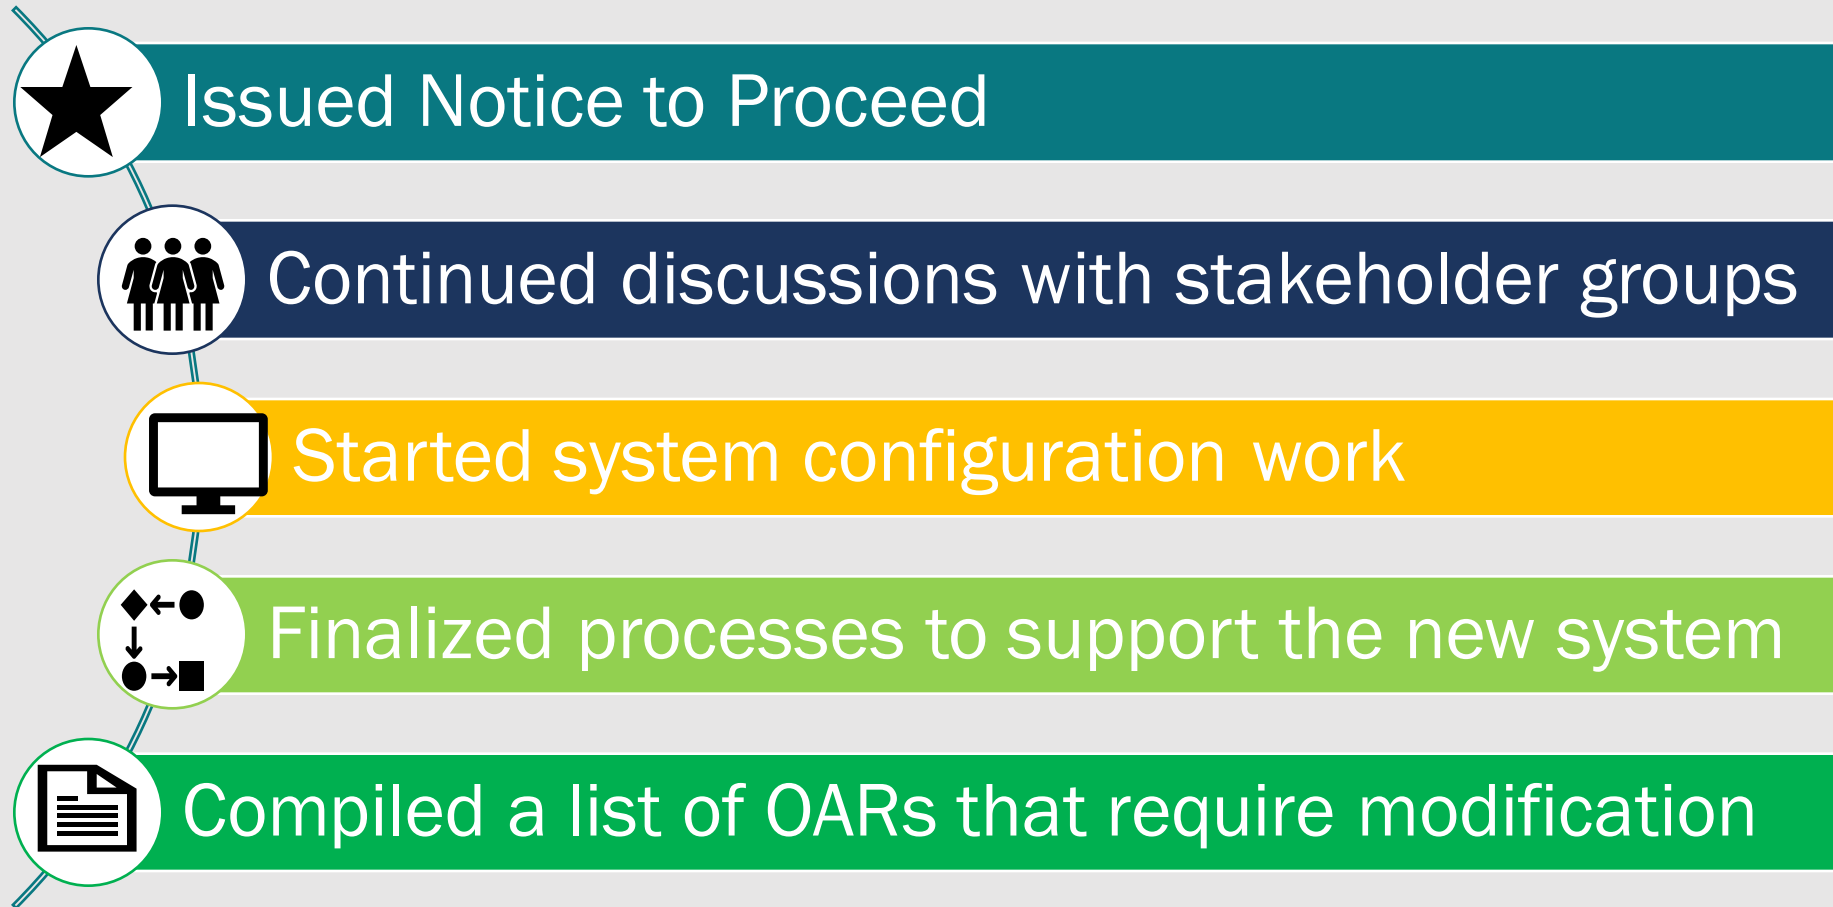 Issued Notice to Proceed
Continued discussions with stakeholder groups
Started system configuration work
Finalized processes to support the new system
Compiled a list of OARs that require modification